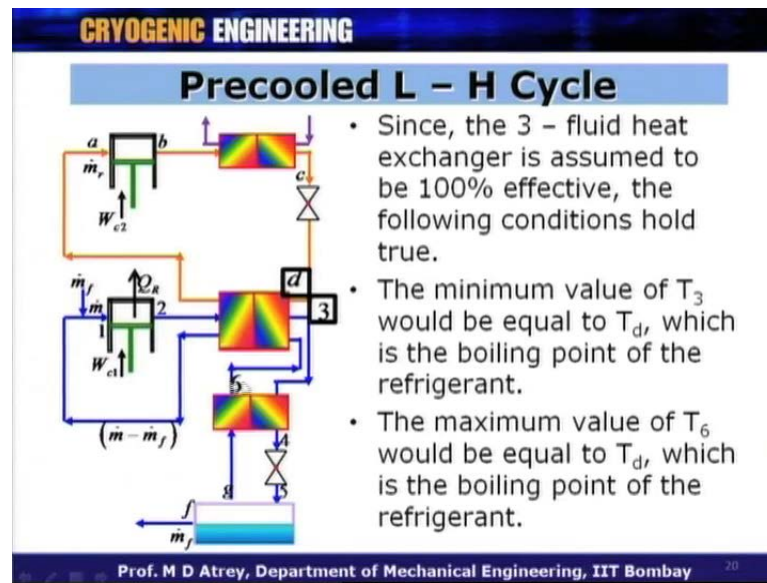 CRYOGENIC ENGINEERING
Precooled L – H Cycle
a
b
ṁr
Wc2
c
d
3
ṁf
ṁ
QR
1
2
Wc1
6
(ṁ − ṁf)
4
5
g
f
ṁf
• Since, the 3 – fluid heat
exchanger is assumed to
be 100% effective, the
following conditions hold
true.
• The minimum value of T3
would be equal to Td, which
is the boiling point of the
refrigerant.
• The maximum value of T6
would be equal to Td, which
is the boiling point of the
refrigerant.
Prof. M D Atrey, Department of Mechanical Engineering, IIT Bombay
20